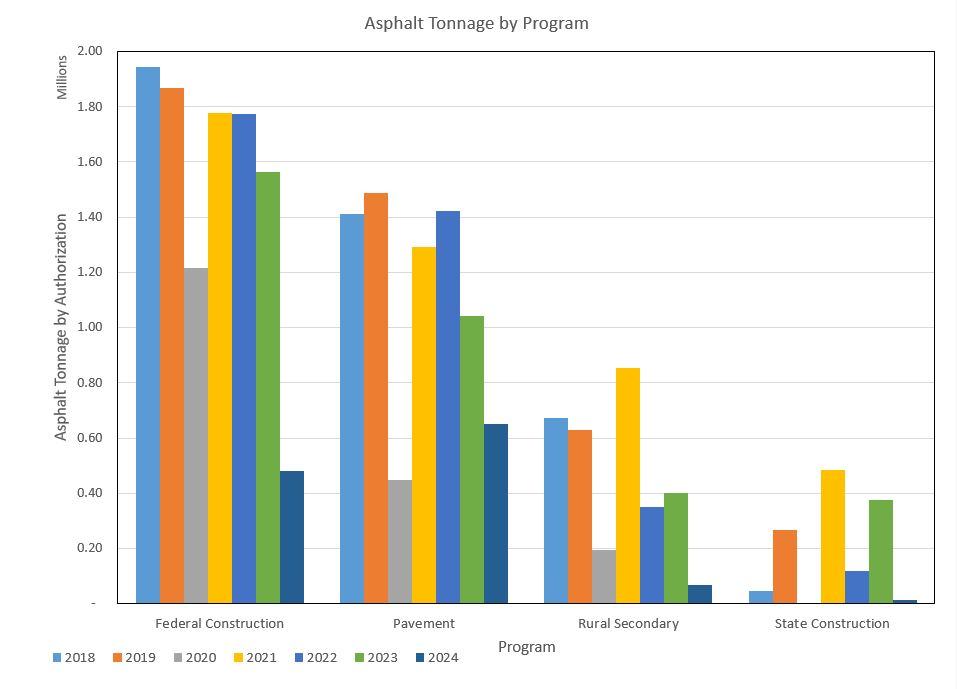 Asphalt Tonnage by Program
Millions
Asphalt Tonnage by Authorization
2.00
1.80
1.60
1.40
1.20
1.00
0.80
0.60
0.40
0.20
-
Federal Construction
Pavement
Rural Secondary
State Construction
Program
2018 2019 2020 2021 2022 2023 2024